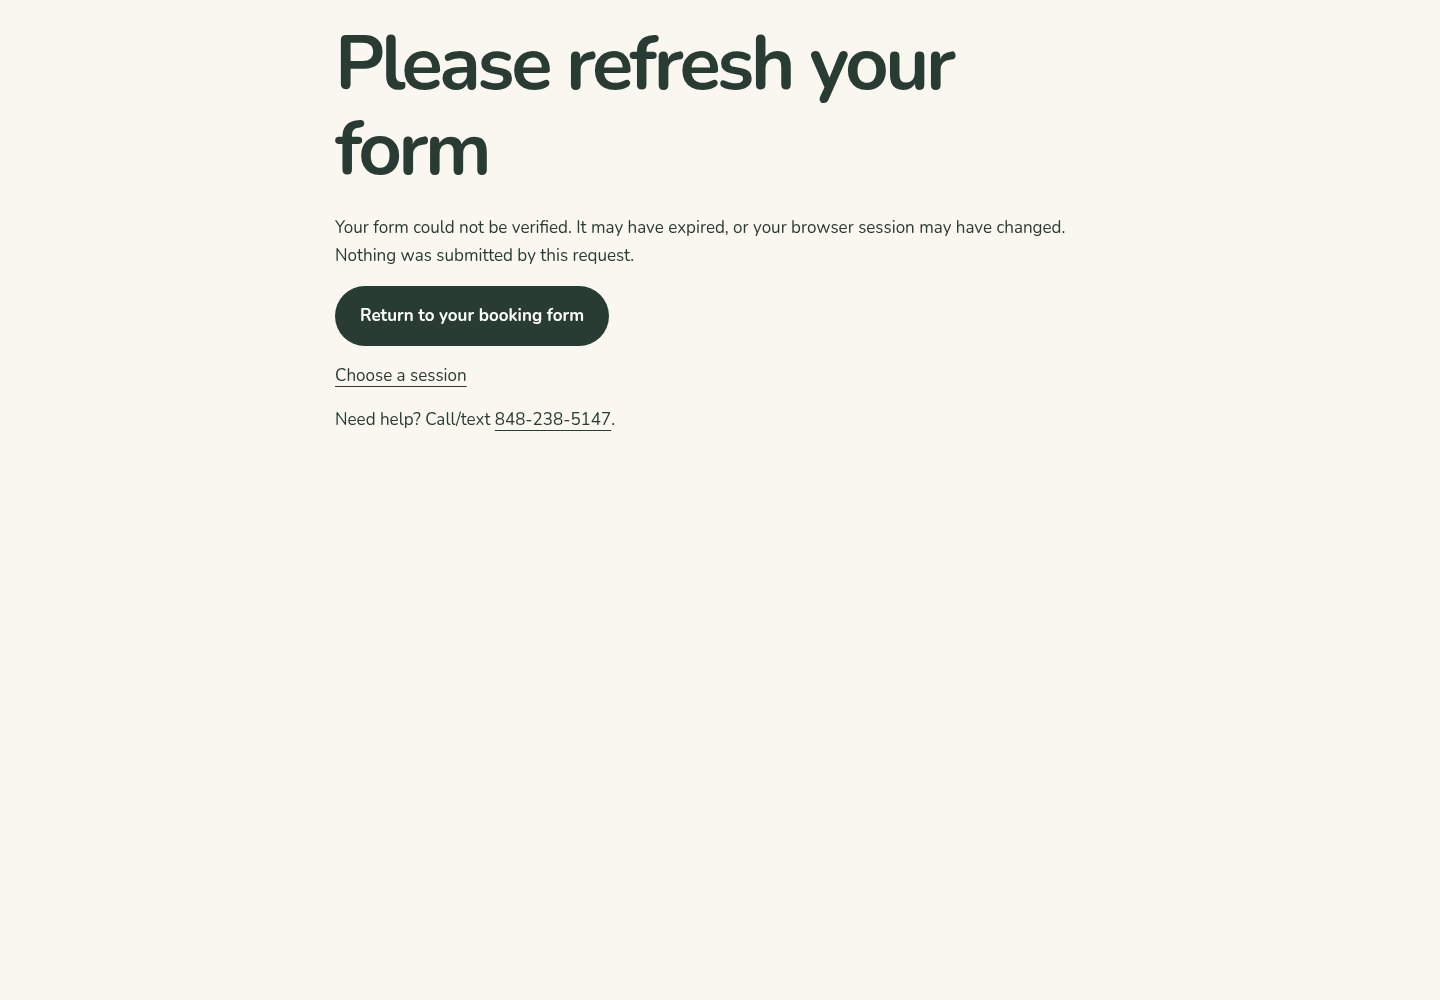 Please refresh your
form
Your form could not be verified. It may have expired, or your browser session may have changed.
Nothing was submitted by this request.
Return to your booking form
Choose a session
Need help? Call/text 848-238-5147.